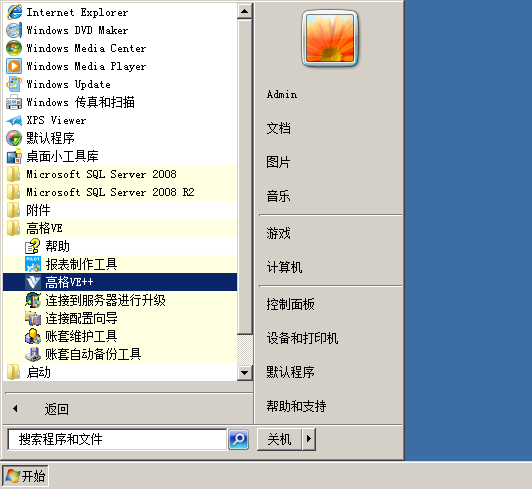 Internet Explorer
Windows DVD Maker
Windows Media Center
Windows Media Player
Windows Update
Windows 传真和扫描
XPS Viewer
默认程序
桌面小工具库
Microsoft SQL Server 2008
Microsoft SQL Server 2008 R2
附件
高格VE
帮助
报表制作工具
高格VE++
连接到服务器进行升级
连接配置向导
账套维护工具
账套自动备份工具
启动
返回
搜索程序和文件
Admin
文档
图片
音乐
游戏
计算机
控制面板
设备和打印机
默认程序
帮助和支持
关机
开始